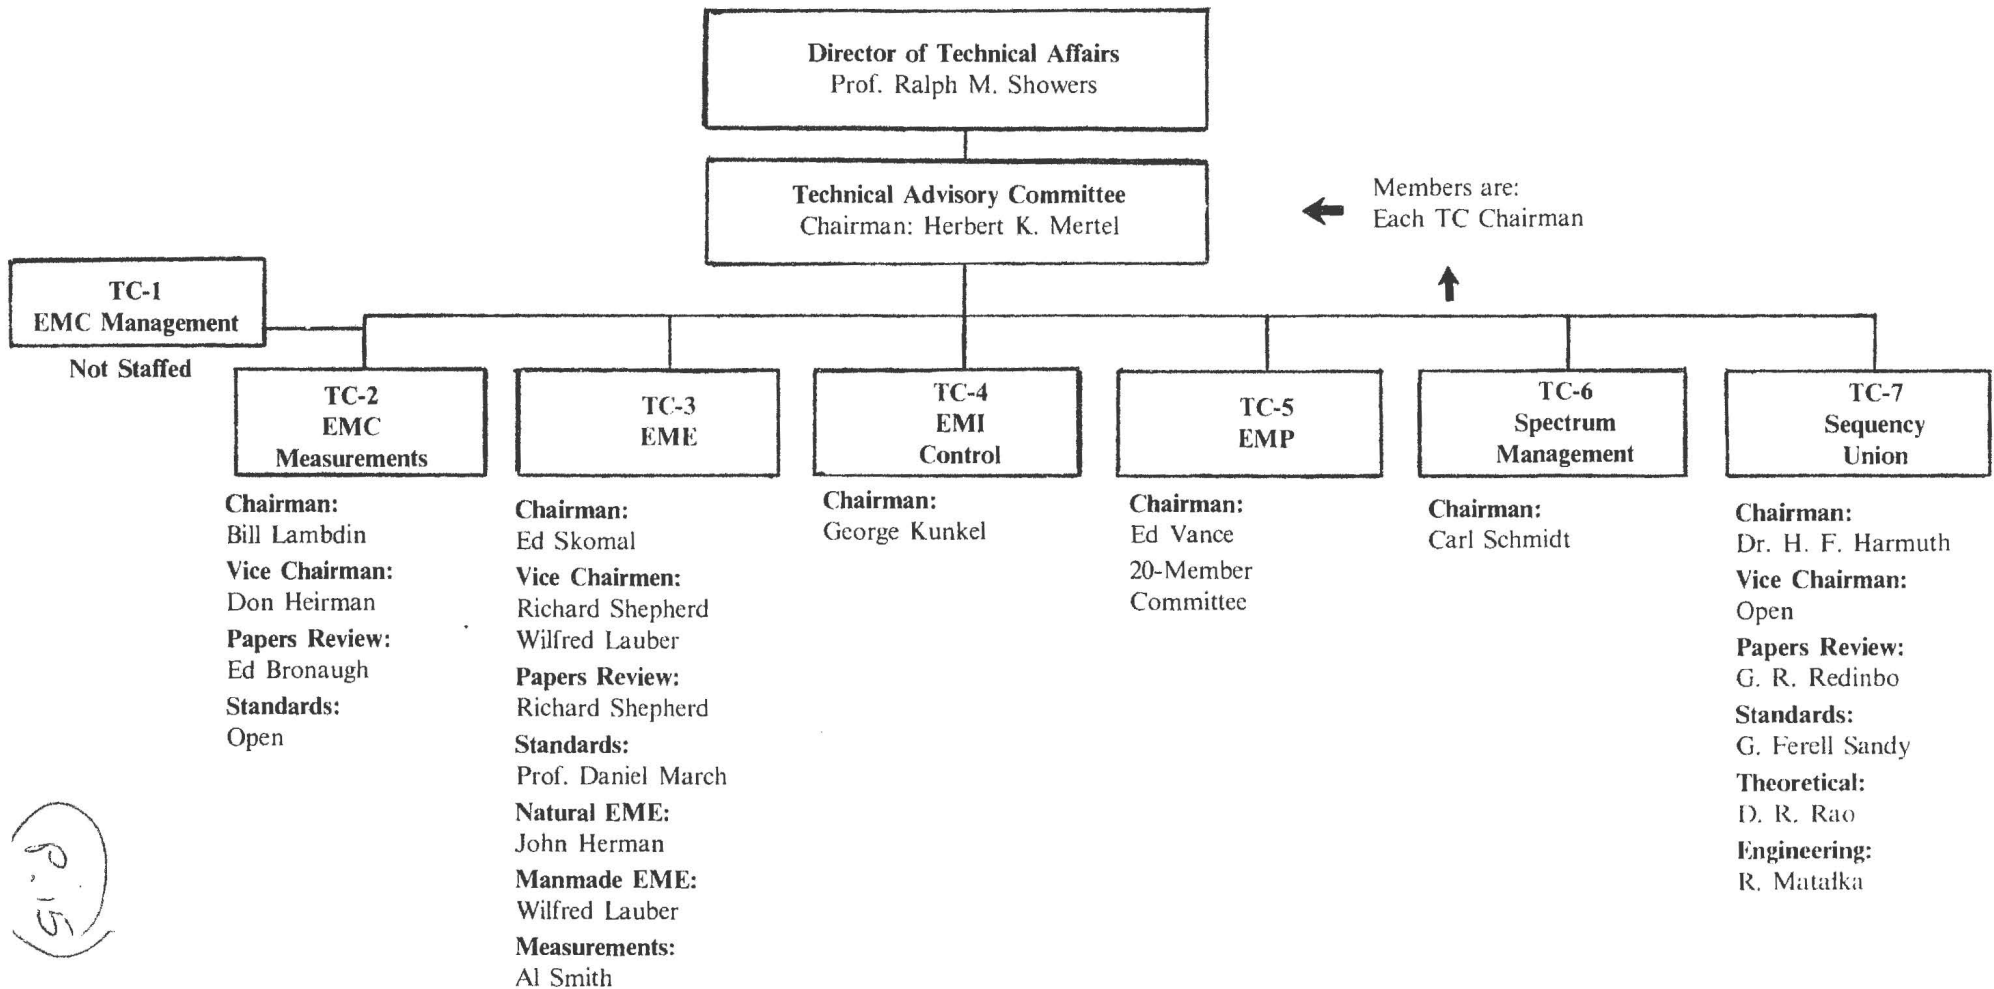 Director of Technical Affairs
Prof. Ralph M. Showers
Technical Advisory Committee
Chairman: Herbert K. Mertel
Members are:
Each TC Chairman
TC-1
EMC Management
Not Staffed
TC-2
EMC
Measurements
Chairman:
Bill Lambdin
Vice Chairman:
Don Heirman
Papers Review:
Ed Bronaugh
Standards:
Open
TC-3
EME
Chairman:
Ed Skomal
Vice Chairmen:
Richard Shepherd
Wilfred Lauber
Papers Review:
Richard Shepherd
Standards:
Prof. Daniel March
Natural EME:
John Herman
Manmade EME:
Wilfred Lauber
Measurements:
Al Smith
TC-4
EMI
Control
Chairman:
George Kunkel
TC-5
EMP
Chairman:
Ed Vance
20-Member
Committee
TC-6
Spectrum
Management
Chairman:
Carl Schmidt
TC-7
Sequency
Union
Chairman:
Dr. H. F. Harmuth
Vice Chairman:
Open
Papers Review:
G. R. Redinbo
Standards:
G. Ferell Sandy
Theoretical:
D. R. Rao
Engineering:
R. Matalka
P. 15